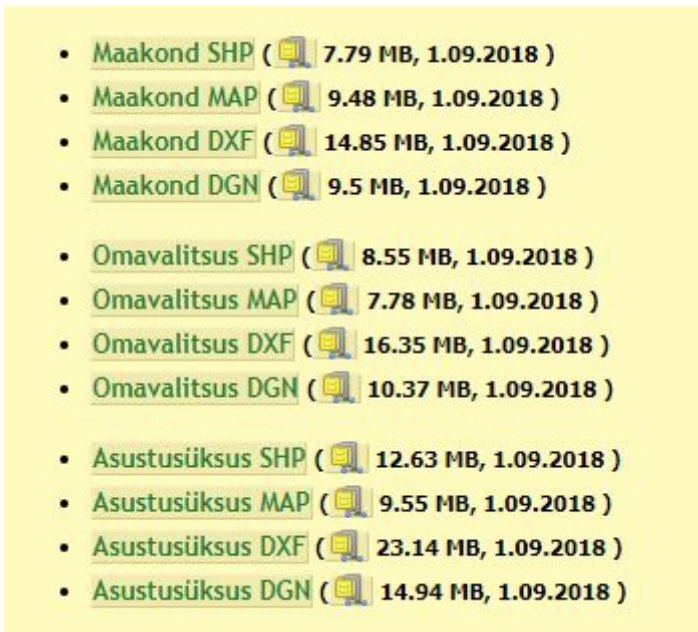 • Maakond SHP ( 7.79 MB, 1.09.2018 )
• Maakond MAP ( 9.48 MB, 1.09.2018 )
• Maakond DXF ( 14.85 MB, 1.09.2018 )
• Maakond DGN ( 9.5 MB, 1.09.2018 )
• Omavalitsus SHP ( 8.55 MB, 1.09.2018 )
• Omavalitsus MAP ( 7.78 MB, 1.09.2018 )
• Omavalitsus DXF ( 16.35 MB, 1.09.2018 )
• Omavalitsus DGN ( 10.37 MB, 1.09.2018 )
• Asustusüksus SHP ( 12.63 MB, 1.09.2018 )
• Asustusüksus MAP ( 9.55 MB, 1.09.2018 )
• Asustusüksus DXF ( 23.14 MB, 1.09.2018 )
• Asustusüksus DGN ( 14.94 MB, 1.09.2018 )